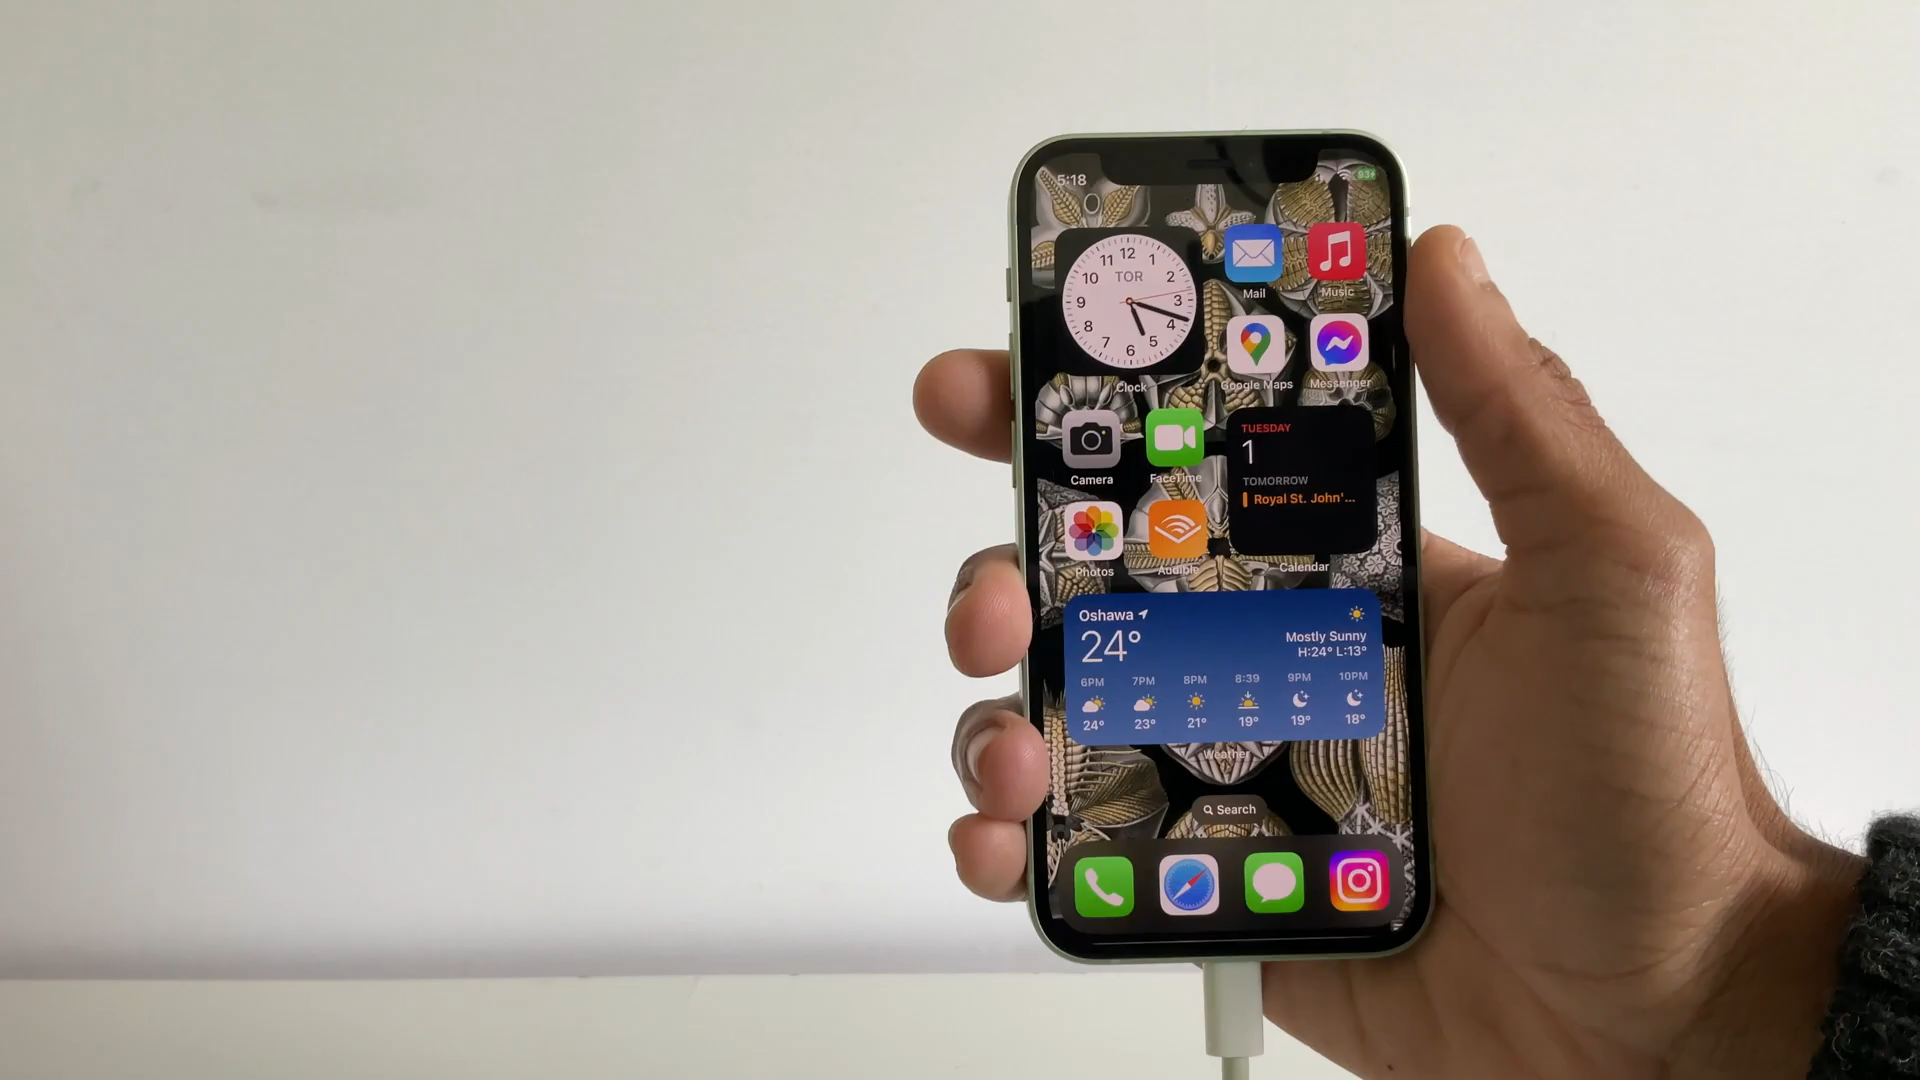 5:18
93
12
11
1
10
TOR
2
9
3
8
4
7
5
6
Clock
Mail
Music
Google Maps
Messenger
Camera
FaceTime
TUESDAY
1
TOMORROW
Royal St. John'...
Photos
Audible
Calendar
Oshawa
24°
Mostly Sunny
H:24° L:13°
6PM 7PM 8PM 8:39 9PM 10PM
24° 23° 21° 19° 19° 18°
Weather
Search